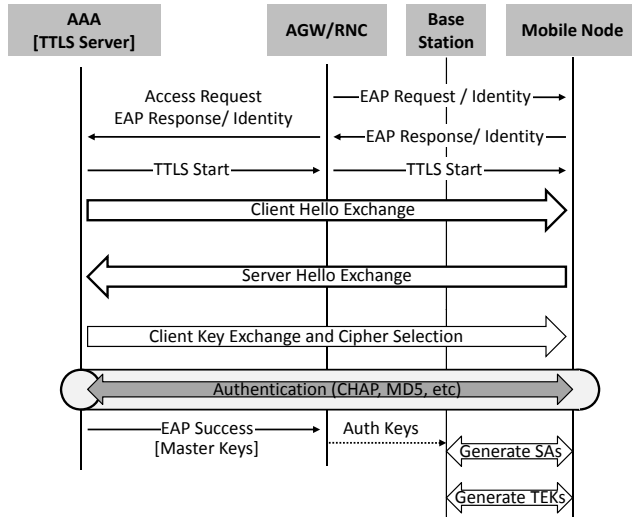 AAA
[TTLS Server]
AGW/RNC
Base
Station
Mobile Node
Access Request
EAP Response/ Identity
EAP Request / Identity
EAP Response/ Identity
TTLS Start
TTLS Start
Client Hello Exchange
Server Hello Exchange
Client Key Exchange and Cipher Selection
Authentication (CHAP, MD5, etc)
EAP Success
[Master Keys]
Auth Keys
Generate SAs
Generate TEKs